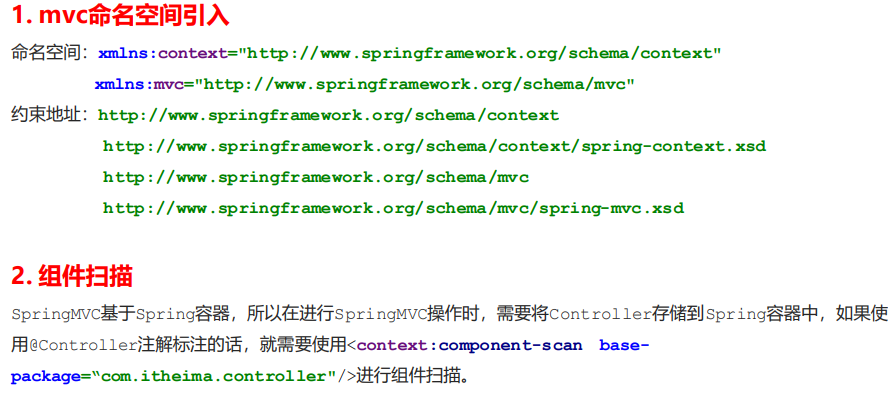 1. mvc命名空间引入
命名空间：xmlns:context="http://www.springframework.org/schema/context"
xmlns:mvc="http://www.springframework.org/schema/mvc"
约束地址：http://www.springframework.org/schema/context
http://www.springframework.org/schema/context/spring-context.xsd
http://www.springframework.org/schema/mvc
http://www.springframework.org/schema/mvc/spring-mvc.xsd
2. 组件扫描
SpringMVC基于Spring容器，所以在进行SpringMVC操作时，需要将Controller存储到Spring容器中，如果使
用@Controller注解标注的话，就需要使用<context:component-scan base-
package=“com.itheima.controller"/>进行组件扫描。